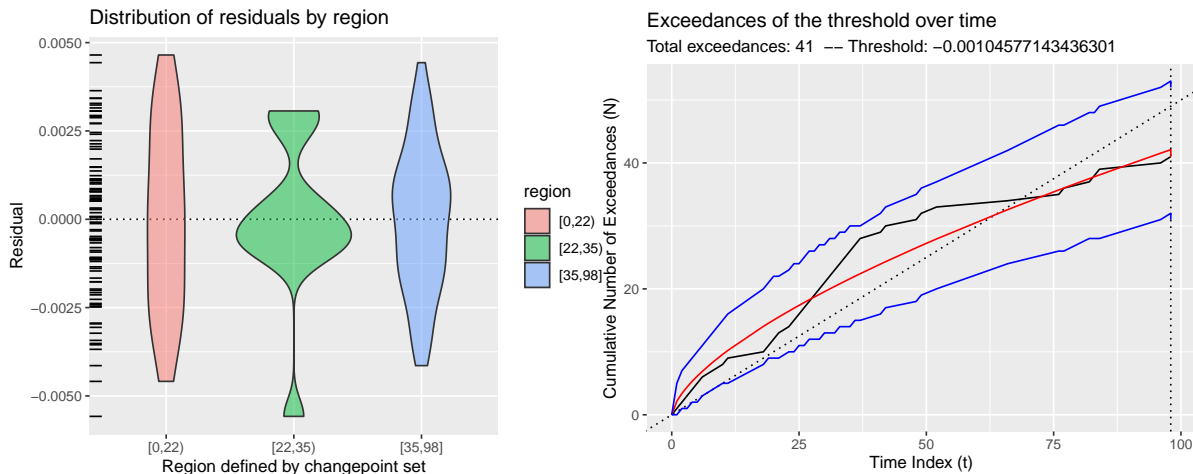 Distribution of residuals by region
0.0050
0.0025
0.0000
−0.0025
−0.0050
Residual
[0,22)
[22,35)
[35,98]
Region defined by changepoint set
region
[0,22)
[22,35)
[35,98]
Exceedances of the threshold over time
Total exceedances: 41 −− Threshold: −0.00104577143436301
40
20
0
Cumulative Number of Exceedances (N)
0
25
50
75
100
Time Index (t)